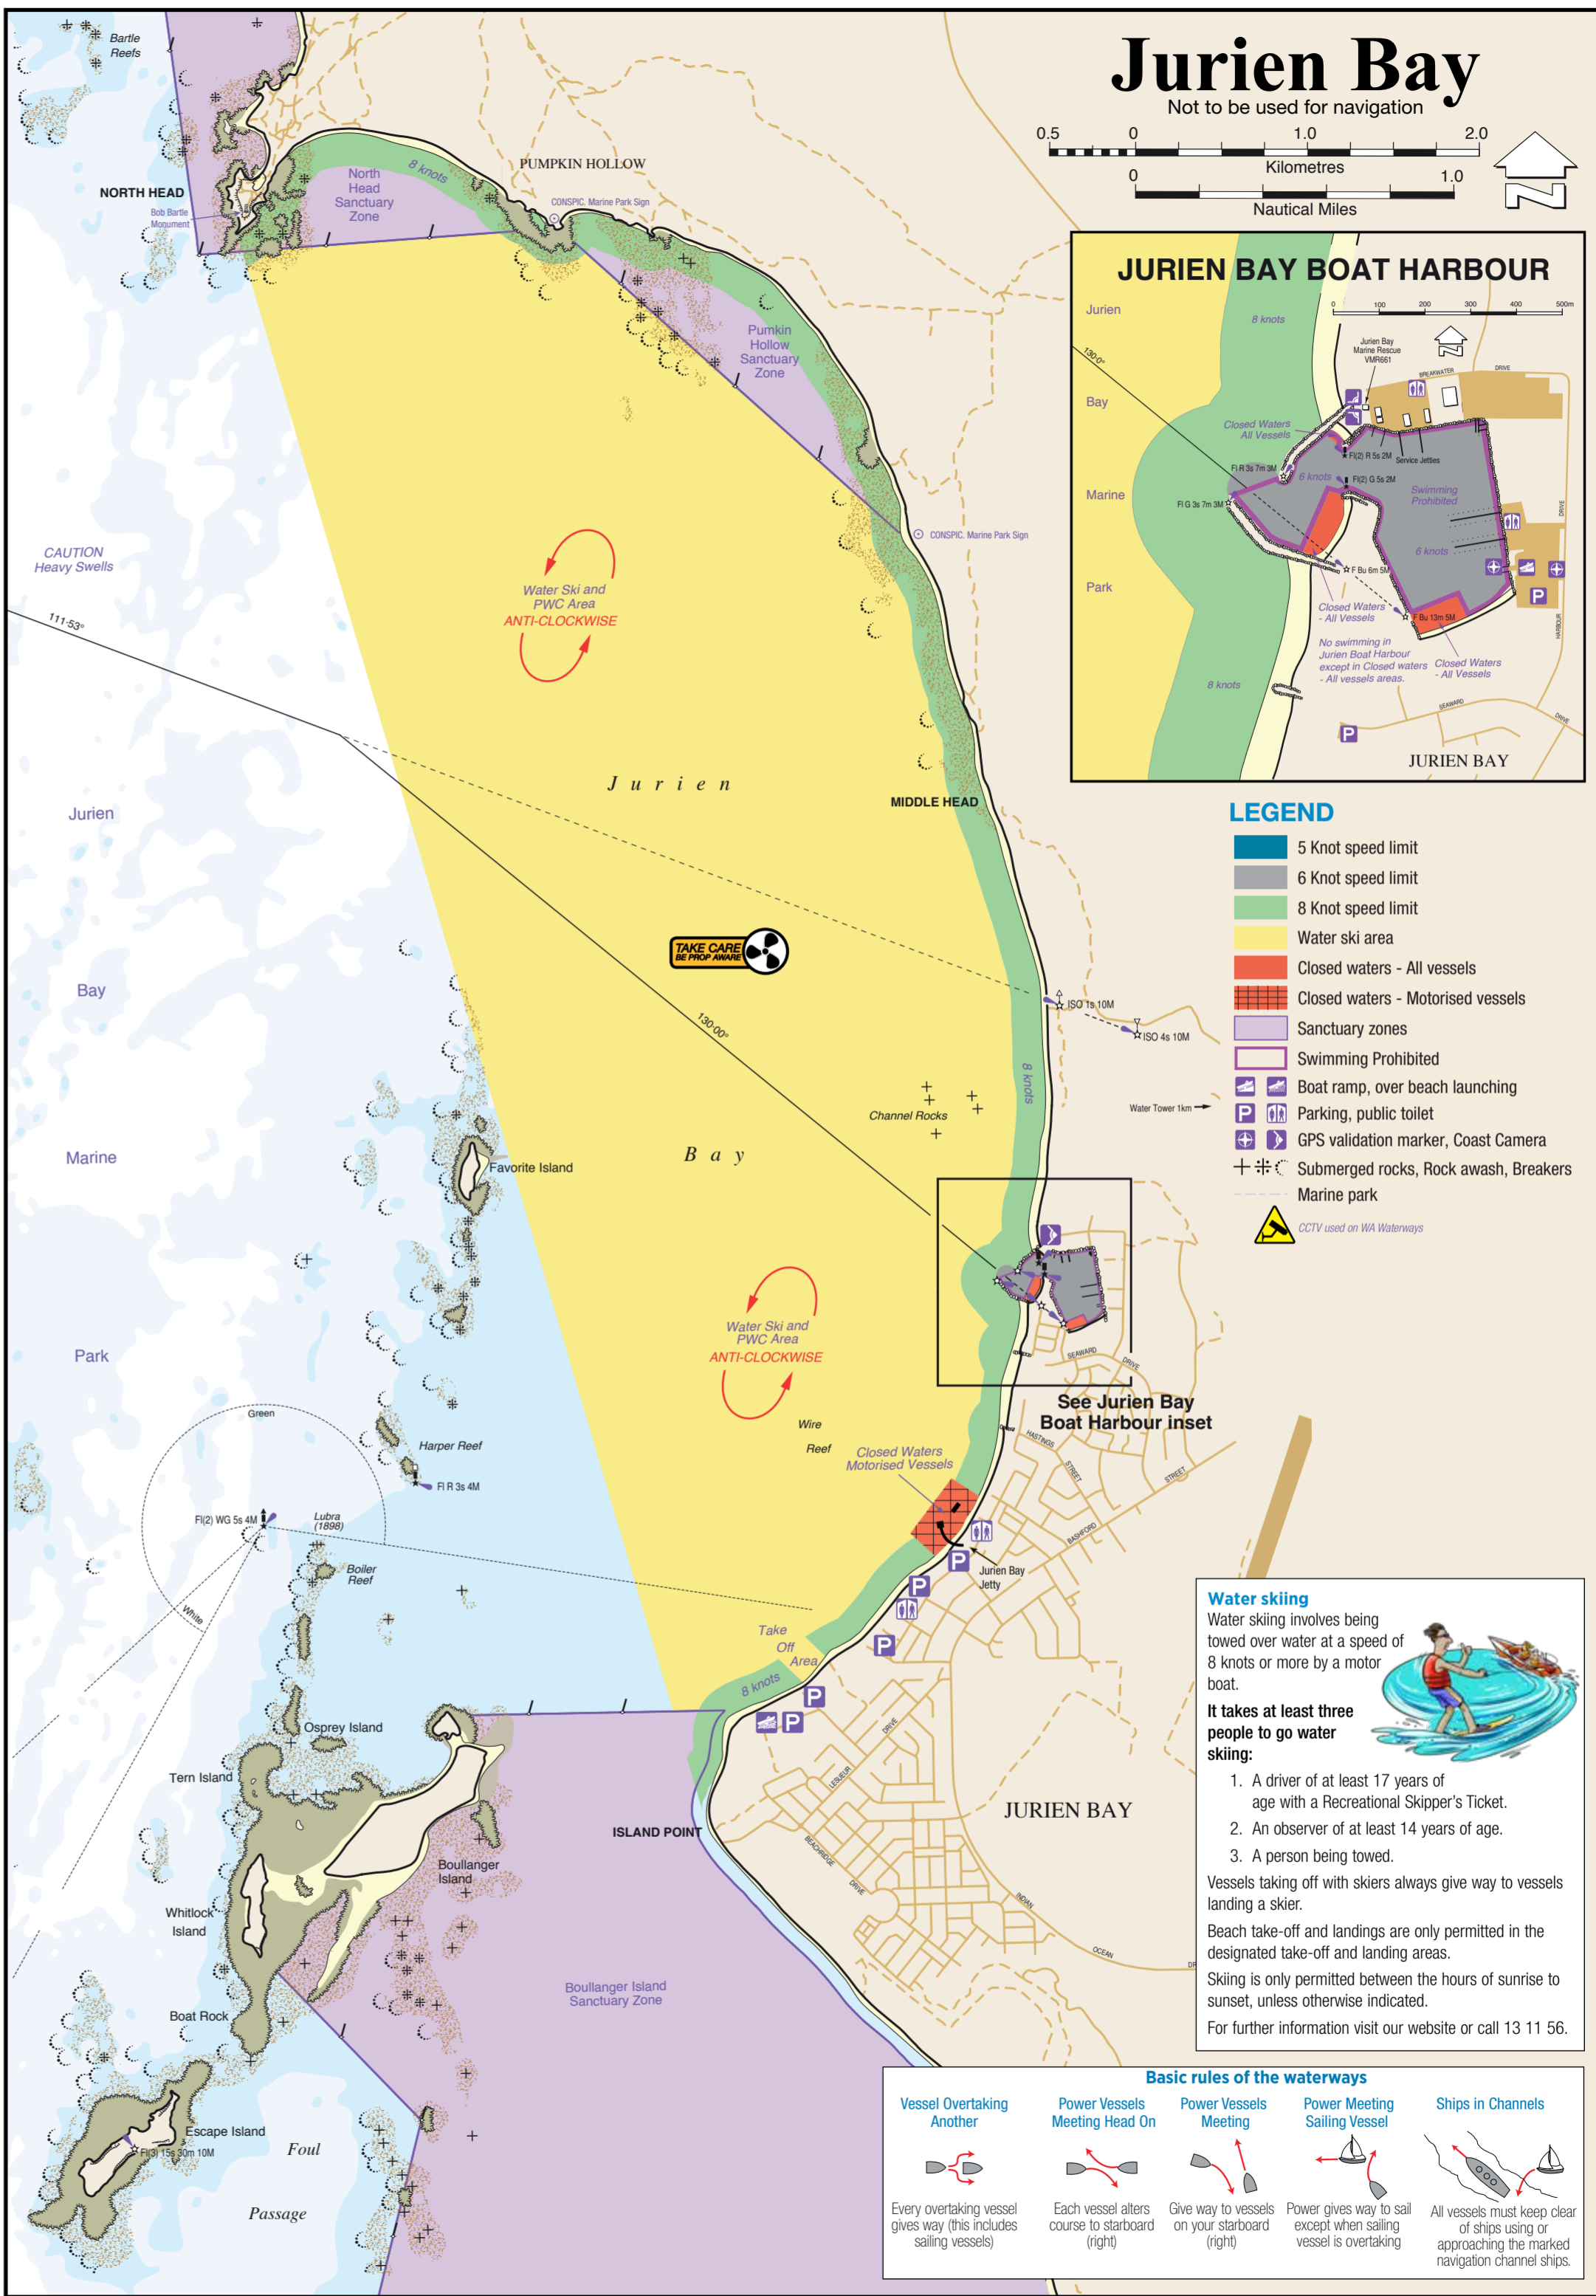 Jurien Bay
Not to be used for navigation
0.5 0 1.0 2.0
Kilometres
0 1.0
Nautical Miles
N
Bartle
Reefs
NORTH HEAD
Bob Bartle
Monument
North
Head
Sanctuary
Zone
8 knots
PUMPKIN HOLLOW
CONSPIC. Marine Park Sign
Pumkin
Hollow
Sanctuary
Zone
CONSPIC. Marine Park Sign
CAUTION
Heavy Swells
111·53°
Water Ski and
PWC Area
ANTI-CLOCKWISE
Jurien
MIDDLE HEAD
Jurien
Bay
Marine
Park
TAKE CARE
BE PROP AWARE
130·00°
ISO 1s 10M
ISO 4s 10M
8 knots
Water Tower 1km
Channel Rocks
Bay
Favorite Island
Water Ski and
PWC Area
ANTI-CLOCKWISE
SEAWARD
DRIVE
See Jurien Bay
Boat Harbour inset
Wire
Reef
Closed Waters
Motorised Vessels
HASTINGS
STREET
STREET
BASHFORD
Green
Harper Reef
Fl R 3s 4M
Fl(2) WG 5s 4M
Lubra
(1898)
Boiler
Reef
White
P
Jurien Bay
Jetty
P
P
Take
Off
Area
8 knots
P
P
Osprey Island
Tern Island
DRIVE
LESUEUR
JURIEN BAY
ISLAND POINT
BEACHRIDGE
DRIVE
Boullanger
Island
Whitlock
Island
INDIAN
OCEAN
DR
Boullanger Island
Sanctuary Zone
Boat Rock
Escape Island
Fl(3) 15s 30m 10M
Foul
Passage
JURIEN BAY BOAT HARBOUR
0 100 200 300 400 500m
N
Jurien
Bay
Marine
Park
130·0°
8 knots
Jurien Bay
Marine Rescue
VMR661
BREAKWATER
DRIVE
Closed Waters
All Vessels
Fl(2) R 5s 2M
Service Jetties
Fl R 3s 7m 3M
6 knots
Fl(2) G 5s 2M
Fl G 3s 7m 3M
Swimming
Prohibited
6 knots
DRIVE
F Bu 6m 5M
P
Closed Waters
- All Vessels
F Bu 13m 5M
HARBOUR
No swimming in
Jurien Boat Harbour
except in Closed waters
- All vessels areas.
Closed Waters
- All Vessels
8 knots
SEAWARD
DRIVE
P
JURIEN BAY
LEGEND
5 Knot speed limit
6 Knot speed limit
8 Knot speed limit
Water ski area
Closed waters - All vessels
Closed waters - Motorised vessels
Sanctuary zones
Swimming Prohibited
Boat ramp, over beach launching
P Parking, public toilet
GPS validation marker, Coast Camera
Submerged rocks, Rock awash, Breakers
Marine park
CCTV used on WA Waterways
Water skiing
Water skiing involves being
towed over water at a speed of
8 knots or more by a motor
boat.
It takes at least three
people to go water
skiing:
1. A driver of at least 17 years of
age with a Recreational Skipper's Ticket.
2. An observer of at least 14 years of age.
3. A person being towed.
Vessels taking off with skiers always give way to vessels
landing a skier.
Beach take-off and landings are only permitted in the
designated take-off and landing areas.
Skiing is only permitted between the hours of sunrise to
sunset, unless otherwise indicated.
For further information visit our website or call 13 11 56.
Basic rules of the waterways
Vessel Overtaking
Another
Every overtaking vessel
gives way (this includes
sailing vessels)
Power Vessels
Meeting Head On
Each vessel alters
course to starboard
(right)
Power Vessels
Meeting
Give way to vessels
on your starboard
(right)
Power Meeting
Sailing Vessel
Power gives way to sail
except when sailing
vessel is overtaking
Ships in Channels
All vessels must keep clear
of ships using or
approaching the marked
navigation channel ships.